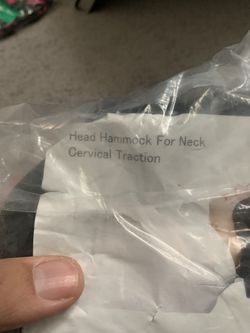 Head Hammock For Neck
Cervical Traction